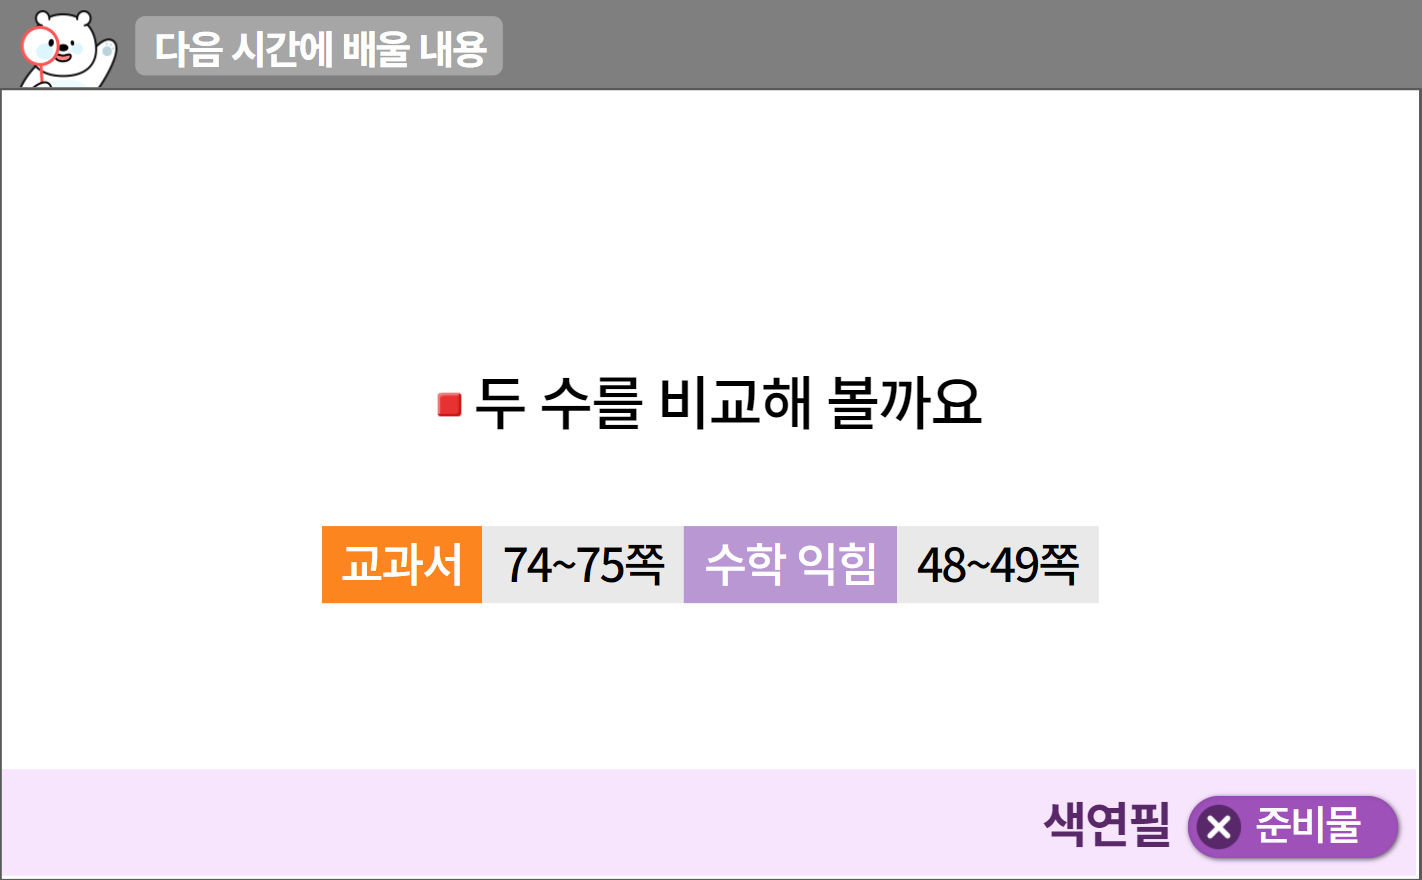 다음 시간에 배울 내용
두 수를 비교해 볼까요
교과서 74~75쪽 수학 익힘 48~49쪽
색연필 준비물